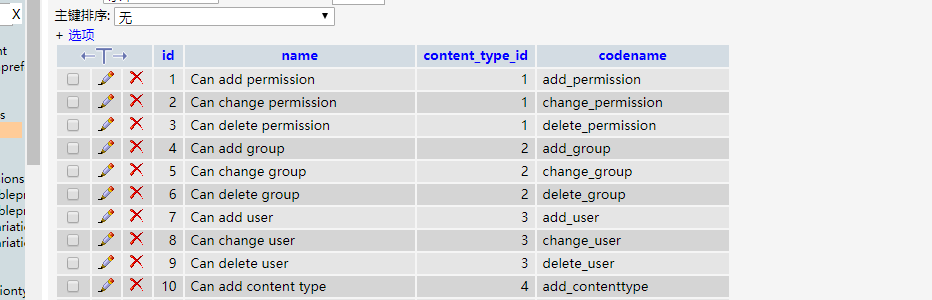 X
主键排序: 无
+ 选项
←T→ id name content_type_id codename
1 Can add permission 1 add_permission
2 Can change permission 1 change_permission
3 Can delete permission 1 delete_permission
4 Can add group 2 add_group
5 Can change group 2 change_group
6 Can delete group 2 delete_group
7 Can add user 3 add_user
8 Can change user 3 change_user
9 Can delete user 3 delete_user
10 Can add content type 4 add_contenttype